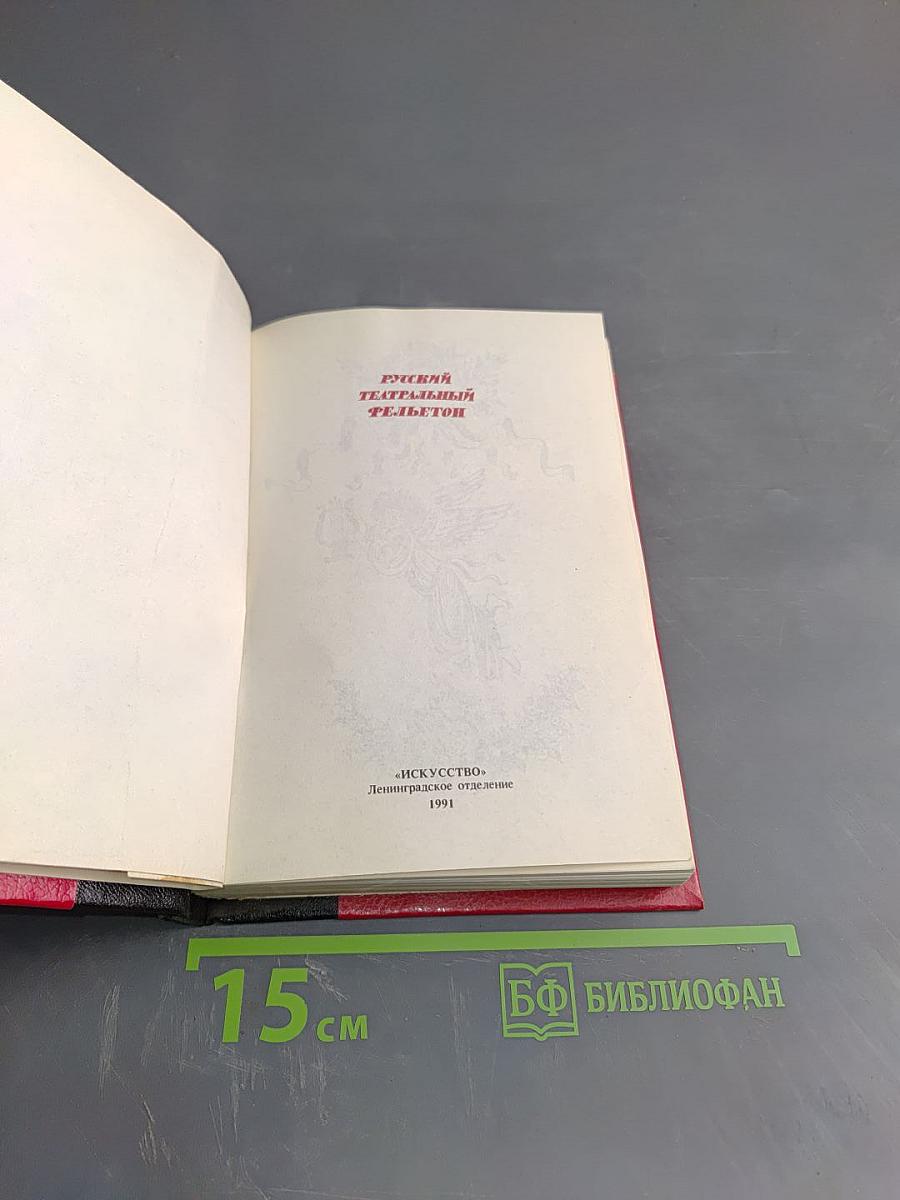 РУССКИЙ
ТЕАТРАЛЬНЫЙ
ФЕЛЬЕТОН
«ИСКУССТВО»
Ленинградское отделение
1991
15 см
БФ БИБЛИОФАН